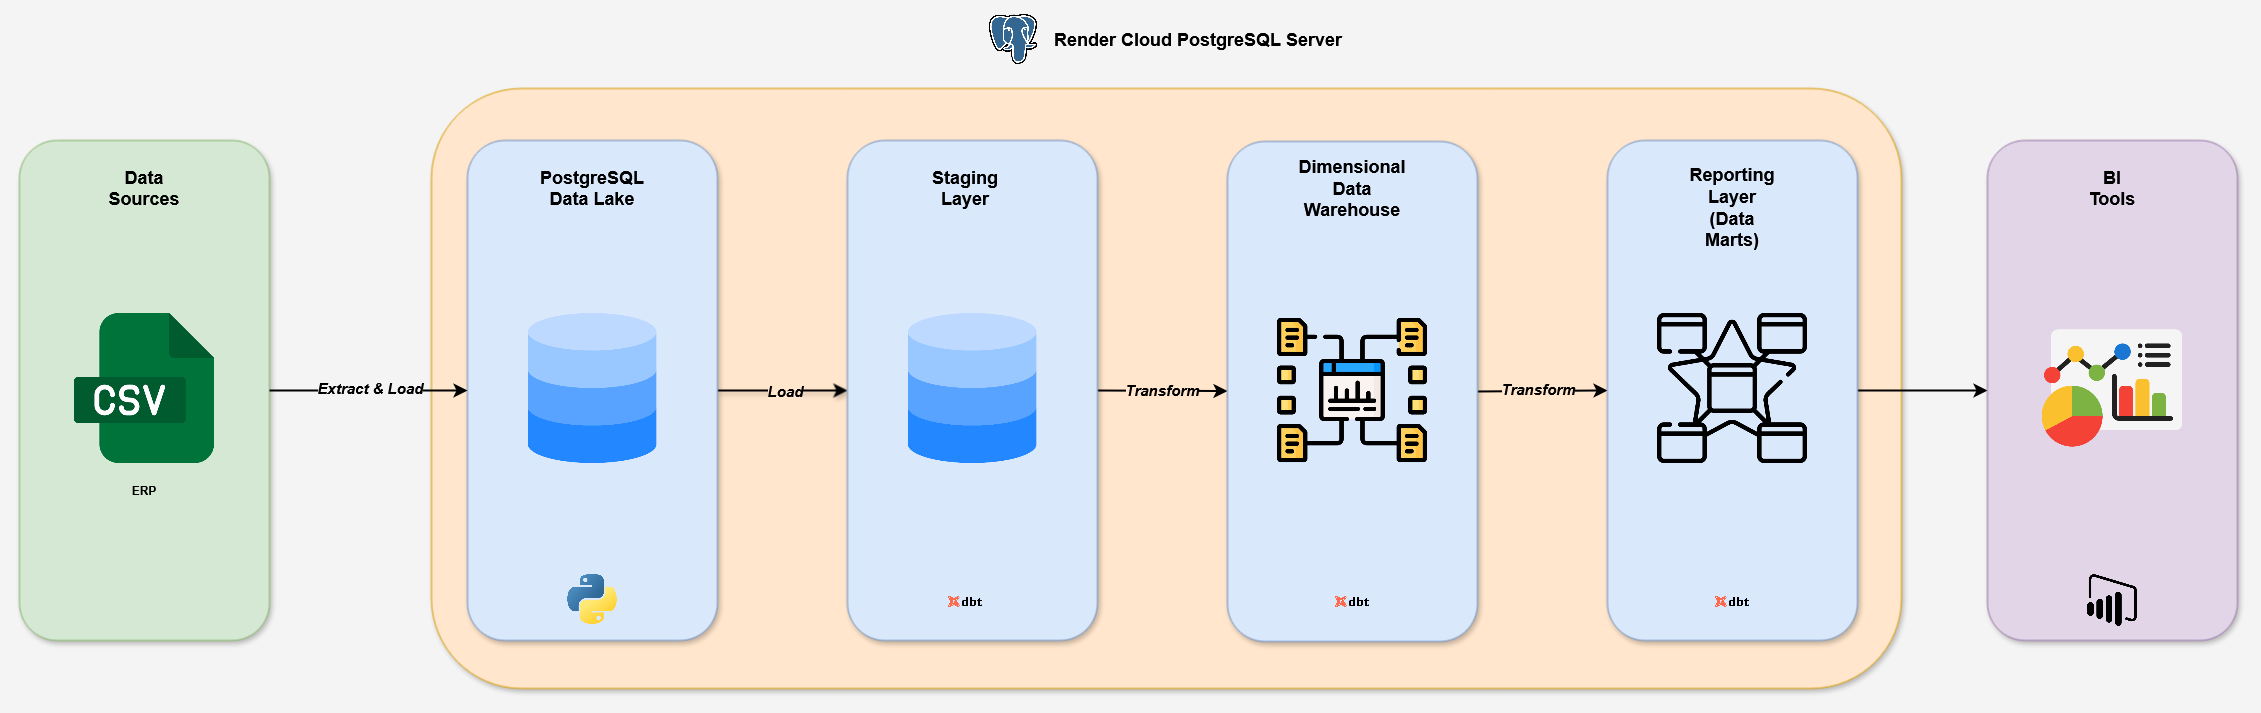 Render Cloud PostgreSQL Server
Data
Sources
CSV
ERP
Extract & Load
PostgreSQL
Data Lake
Load
Staging
Layer
dbt
Transform
Dimensional
Data
Warehouse
dbt
Transform
Reporting
Layer
(Data
Marts)
dbt
BI
Tools